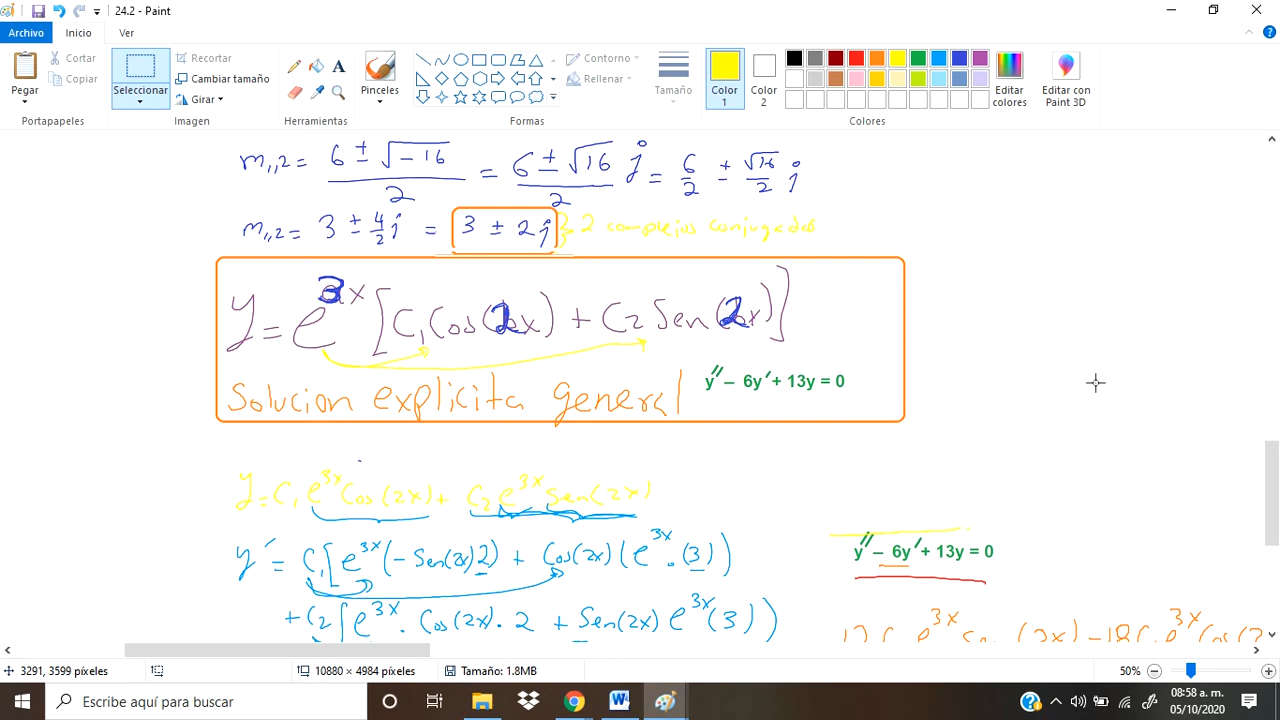 24.2 - Paint
Archivo Inicio Ver
Pegar Cortar Copiar Portapapeles
Seleccionar Recortar Cambiar tamaño Girar Imagen
Herramientas
Pinceles
Contorno Rellenar Formas
Tamaño
Color 1 Color 2 Editar colores Editar con Paint 3D Colores
m₁,₂ = 6 ± √-16 / 2 = 6 ± √16 j / 2 = 6/2 ± √16/2 j
m₁,₂ = 3 ± 4/2 j = 3 ± 2j } 2 complejos conjugados
y = e^3x [C₁ Cos(2x) + C₂ Sen(2x)]
Solucion explicita general y'' – 6y' + 13y = 0
y = C₁ e^3x Cos(2x) + C₂ e^3x Sen(2x)
y' = C₁[e^3x (- Sen(2x) 2) + Cos(2x) (e^3x · (3))
y'' – 6y' + 13y = 0
+ C₂ [e^3x · Cos(2x) · 2 + Sen(2x) e^3x (3))
3291, 3599 píxeles 10880 × 4984 píxeles Tamaño: 1.8MB 50%
Escribe aquí para buscar
08:58 a. m.
05/10/2020